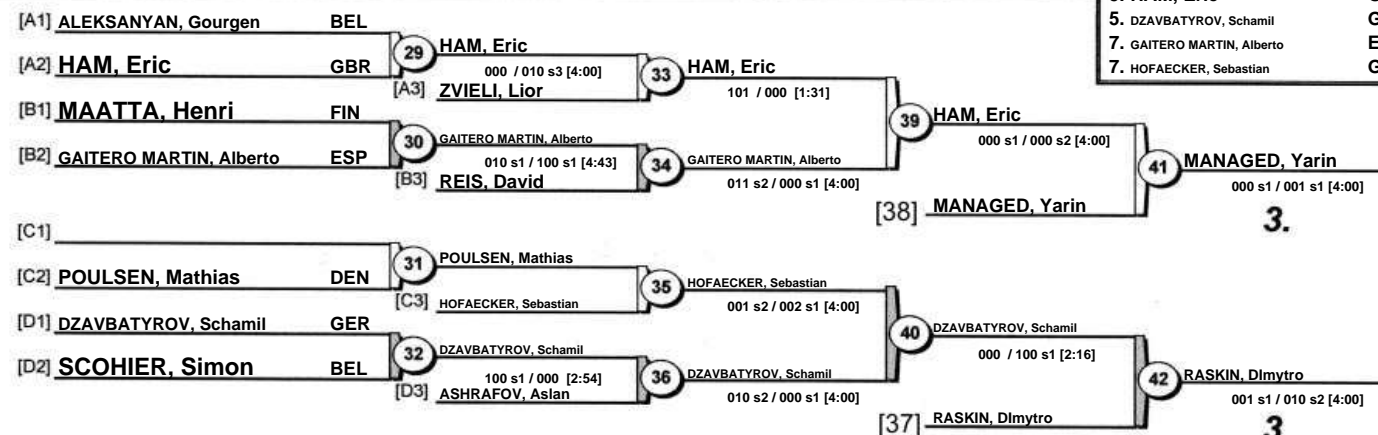 5. DZAVBATYROV, Schamil G
7. GAITERO MARTIN, Alberto E
7. HOFAECKER, Sebastian G
[A1] ALEKSANYAN, Gourgen BEL
[A2] HAM, Eric GBR
29 HAM, Eric
000 / 010 s3 [4:00]
[A3] ZVIELI, Lior
33 HAM, Eric
101 / 000 [1:31]
[B1] MAATTA, Henri FIN
[B2] GAITERO MARTIN, Alberto ESP
30 GAITERO MARTIN, Alberto
010 s1 / 100 s1 [4:43]
[B3] REIS, David
34 GAITERO MARTIN, Alberto
011 s2 / 000 s1 [4:00]
39 HAM, Eric
000 s1 / 000 s2 [4:00]
[38] MANAGED, Yarin
41 MANAGED, Yarin
000 s1 / 001 s1 [4:00]
3.
[C1]
[C2] POULSEN, Mathias DEN
31 POULSEN, Mathias
[C3] HOFAECKER, Sebastian
35 HOFAECKER, Sebastian
001 s2 / 002 s1 [4:00]
[D1] DZAVBATYROV, Schamil GER
[D2] SCOHIER, Simon BEL
32 DZAVBATYROV, Schamil
100 s1 / 000 [2:54]
[D3] ASHRAFOV, Aslan
36 DZAVBATYROV, Schamil
010 s2 / 000 s1 [4:00]
40 DZAVBATYROV, Schamil
000 / 100 s1 [2:16]
[37] RASKIN, DImytro
42 RASKIN, DImytro
001 s1 / 010 s2 [4:00]
3